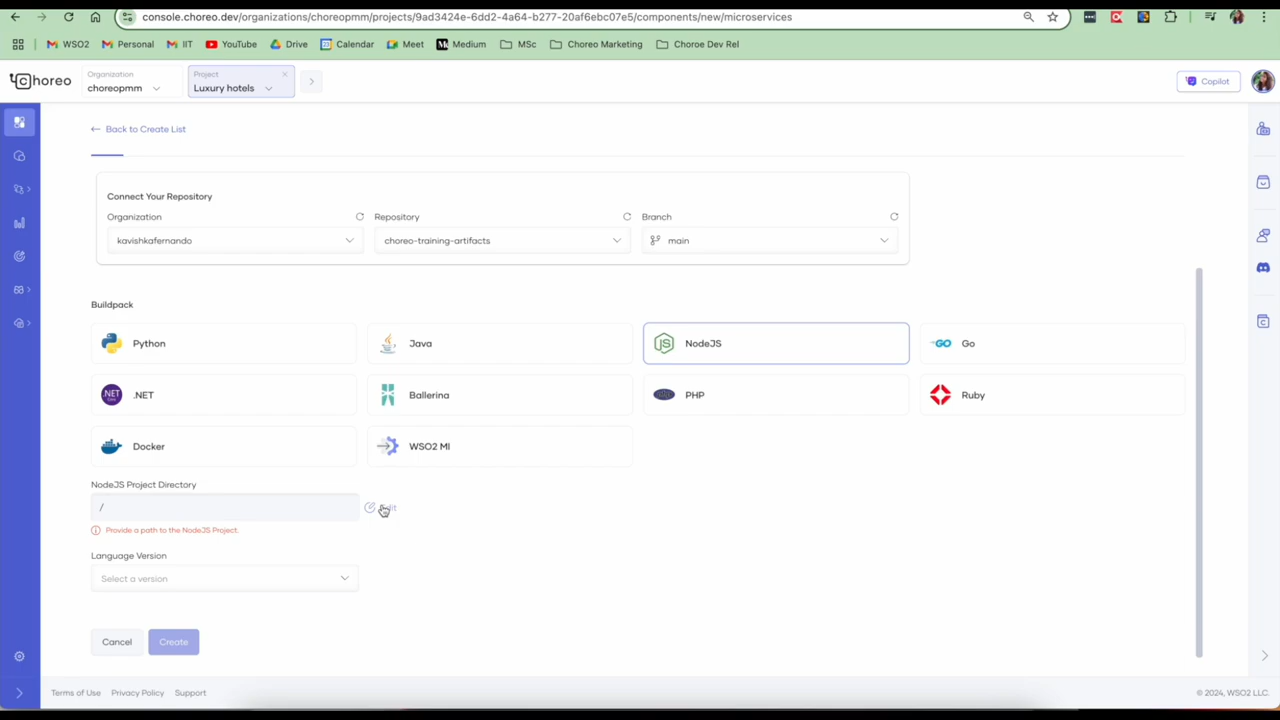 console.choreo.dev/organizations/choreopmm/projects/9ad3424e-6dd2-4a64-b277-20af6ebc07e5/components/new/microservices
WSO2 Personal IIT YouTube Drive Calendar Meet Medium MSc Choreo Marketing Choroe Dev Rel
choreo
Organization
choreopmm
Project
Luxury hotels
Copilot
Back to Create List
Connect Your Repository
Organization Repository Branch
kavishkafernando choreo-training-artifacts main
Buildpack
Python Java NodeJS Go
.NET Ballerina PHP Ruby
Docker WSO2 MI
NodeJS Project Directory
/
Provide a path to the NodeJS Project.
Language Version
Select a version
Cancel Create
Terms of Use Privacy Policy Support © 2024, WSO2 LLC.